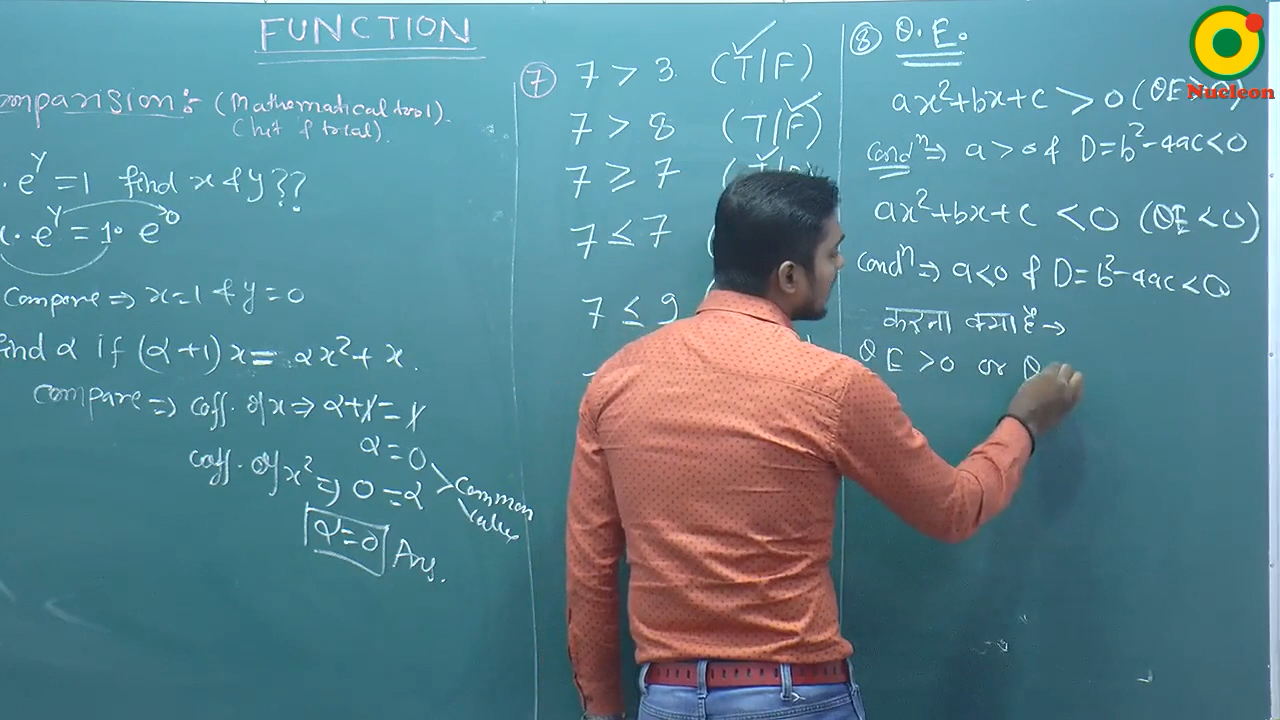 FUNCTION
omparision:- (Mathematical tool).
(hit & trial).
. e^y = 1 find x & y??
x. e^y = 1. e^0
Compare ⇒ x=1 & y=0
find α if (α+1)x = αx²+ x.
Compare ⇒ Coff. of x ⇒ α+1=1
α=0
Coff. of x² ⇒ 0=α
Common value
α=0 Ans.
⑦ 7 > 3 (T/F)
7 > 8 (T/F)
7 ≥ 7
7 ≤ 7
7 ≤ 9
⑧ Q.E.
ax²+bx+c > 0 (QE > 0)
condⁿ ⇒ a > 0 & D=b²-4ac<0
ax²+bx+c < 0 (QE < 0)
condⁿ ⇒ a<0 & D=b²-4ac<0
करना क्या है →
QE >0 or Q
Nucleon